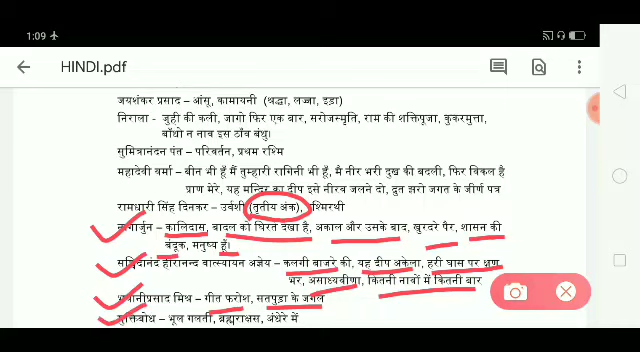 1:09
HINDI.pdf
जयशंकर प्रसाद – आंसू, कामायनी (श्रद्धा, लज्जा, इड़ा)
निराला - जुही की कली, जागो फिर एक बार, सरोजस्मृति, राम की शक्तिपूजा, कुकरमुत्ता,
बाँधो न नाव इस ठाँव बंधु।
सुमित्रानंदन पंत – परिवर्तन, प्रथम रश्मि
महादेवी वर्मा – बीन भी हूँ मैं तुम्हारी रागिनी भी हूँ, मै नीर भरी दुख की बदली, फिर विकल है
प्राण मेरे, यह मन्दिर का दीप इसे नीरव जलने दो, द्रुत झरो जगत के जीर्ण पत्र
रामधारी सिंह दिनकर – उर्वशी (तृतीय अंक), रश्मिरथी
नागार्जुन – कालिदास, बादल को घिरते देखा है, अकाल और उसके बाद, खुरदरे पैर, शासन की
बंदूक, मनुष्य हूँ।
सच्चिदानंद हीरानन्द वात्स्यायन अज्ञेय – कलगी बाजरे की, यह दीप अकेला, हरी घास पर क्षण
भर, असाध्यवीणा, कितनी नावों में कितनी बार
भवानीप्रसाद मिश्र – गीत फरोश, सतपुड़ा के जंगल
मुक्तिबोध – भूल गलती, ब्रह्मराक्षस, अंधेरे में